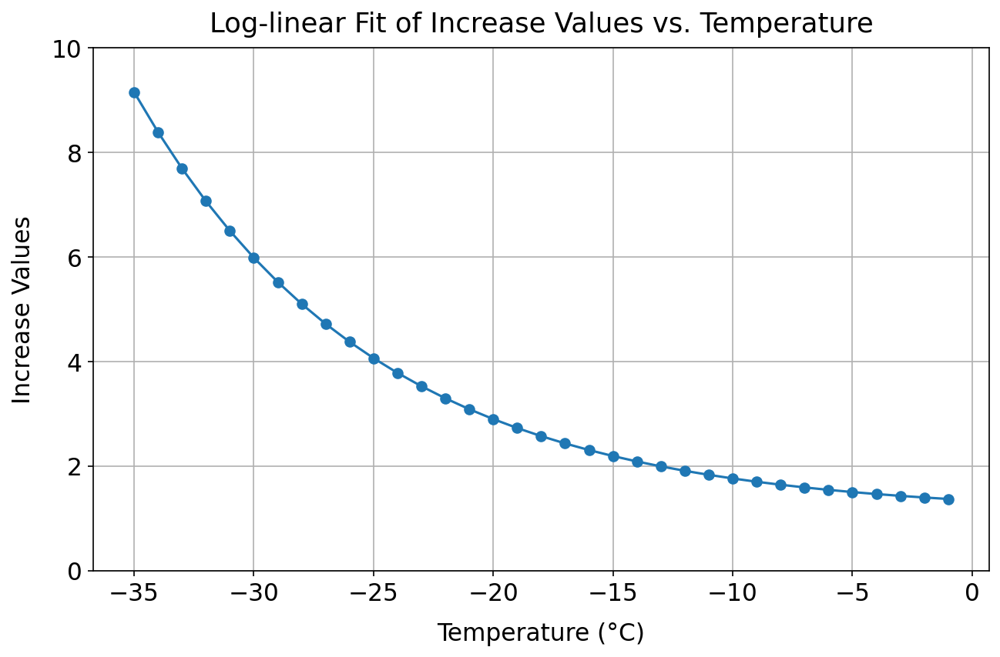 Log-linear Fit of Increase Values vs. Temperature
10
8
6
4
2
0
Increase Values
−35 −30 −25 −20 −15 −10 −5 0
Temperature (°C)